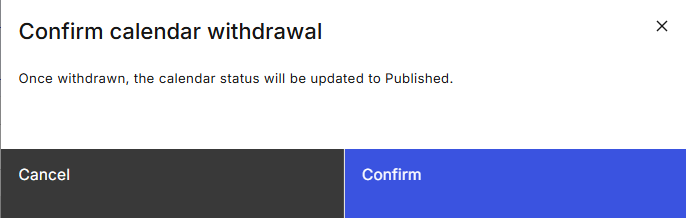 Confirm calendar withdrawal
Once withdrawn, the calendar status will be updated to Published.
Cancel
Confirm